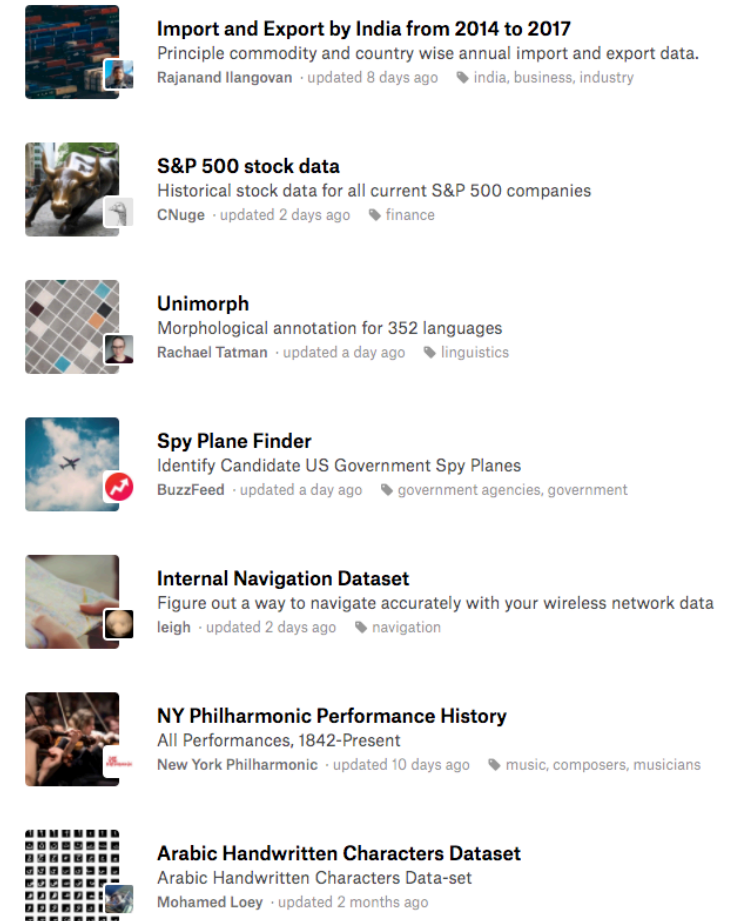 Import and Export by India from 2014 to 2017
Principle commodity and country wise annual import and export data.
Rajanand Ilangovan · updated 8 days ago india, business, industry
S&P 500 stock data
Historical stock data for all current S&P 500 companies
CNuge · updated 2 days ago finance
Unimorph
Morphological annotation for 352 languages
Rachael Tatman · updated a day ago linguistics
Spy Plane Finder
Identify Candidate US Government Spy Planes
BuzzFeed · updated a day ago government agencies, government
Internal Navigation Dataset
Figure out a way to navigate accurately with your wireless network data
leigh · updated 2 days ago navigation
NY Philharmonic Performance History
All Performances, 1842-Present
New York Philharmonic · updated 10 days ago music, composers, musicians
Arabic Handwritten Characters Dataset
Arabic Handwritten Characters Data-set
Mohamed Loey · updated 2 months ago